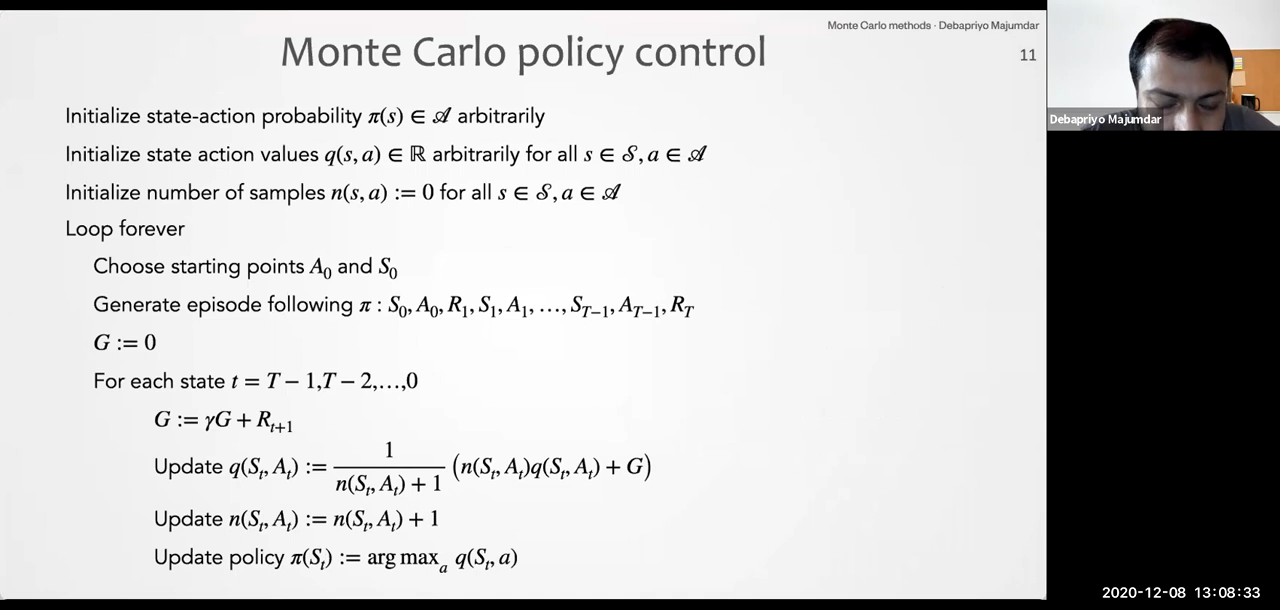 Monte Carlo methods · Debapriyo Majumdar
Monte Carlo policy control
11
Initialize state-action probability π(s) ∈ 𝒜 arbitrarily
Initialize state action values q(s, a) ∈ ℝ arbitrarily for all s ∈ 𝒮, a ∈ 𝒜
Initialize number of samples n(s, a) := 0 for all s ∈ 𝒮, a ∈ 𝒜
Loop forever
Choose starting points A₀ and S₀
Generate episode following π : S₀, A₀, R₁, S₁, A₁, …, S_{T−1}, A_{T−1}, R_T
G := 0
For each state t = T − 1,T − 2,…,0
G := γG + R_{t+1}
Update q(S_t, A_t) := 1 / (n(S_t, A_t) + 1) (n(S_t, A_t)q(S_t, A_t) + G)
Update n(S_t, A_t) := n(S_t, A_t) + 1
Update policy π(S_t) := arg max_a q(S_t, a)
Debapriyo Majumdar
2020-12-08 13:08:33